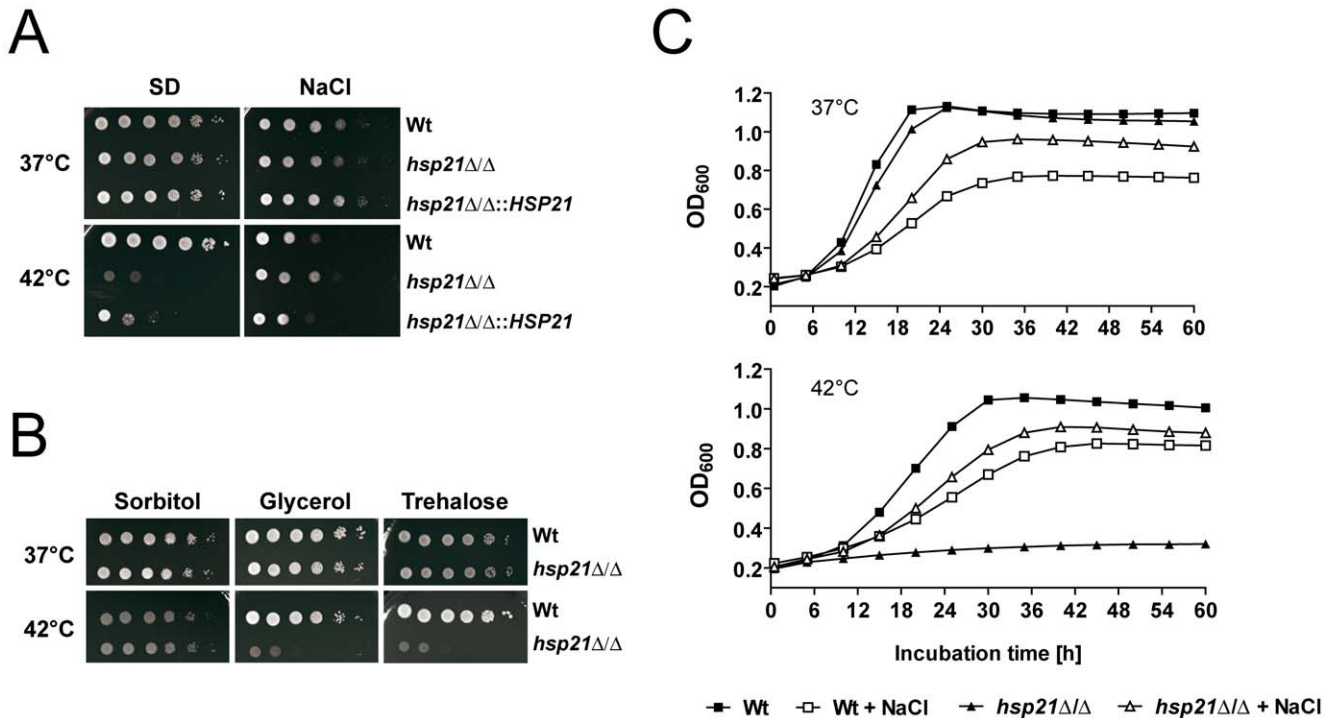 A
SD NaCl
37°C
Wt
hsp21Δ/Δ
hsp21Δ/Δ::HSP21
42°C
Wt
hsp21Δ/Δ
hsp21Δ/Δ::HSP21
B
Sorbitol Glycerol Trehalose
37°C
Wt
hsp21Δ/Δ
42°C
Wt
hsp21Δ/Δ
C
37°C
OD600
1.2
1.0
0.8
0.6
0.4
0.2
0 6 12 18 24 30 36 42 48 54 60
42°C
OD600
1.2
1.0
0.8
0.6
0.4
0.2
0 6 12 18 24 30 36 42 48 54 60
Incubation time [h]
Wt Wt + NaCl hsp21Δ/Δ hsp21Δ/Δ + NaCl